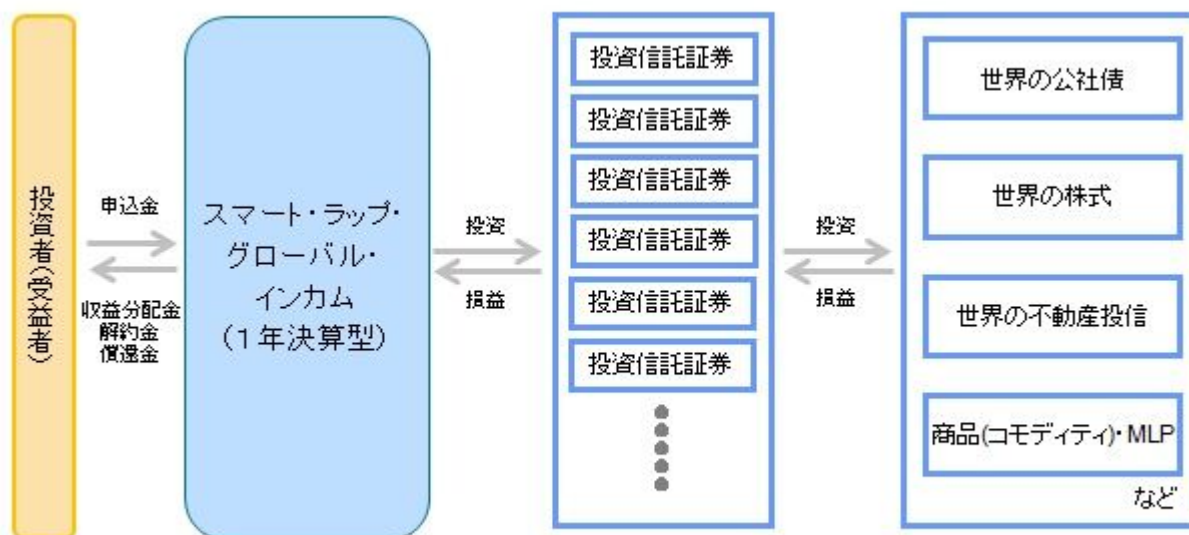 投資者(受益者)
申込金
収益分配金
解約金
償還金
スマート・ラップ・
グローバル・
インカム
(1年決算型)
投資
損益
投資信託証券
投資信託証券
投資信託証券
投資信託証券
投資信託証券
投資信託証券
投資
損益
世界の公社債
世界の株式
世界の不動産投信
商品(コモディティ)・MLP
など